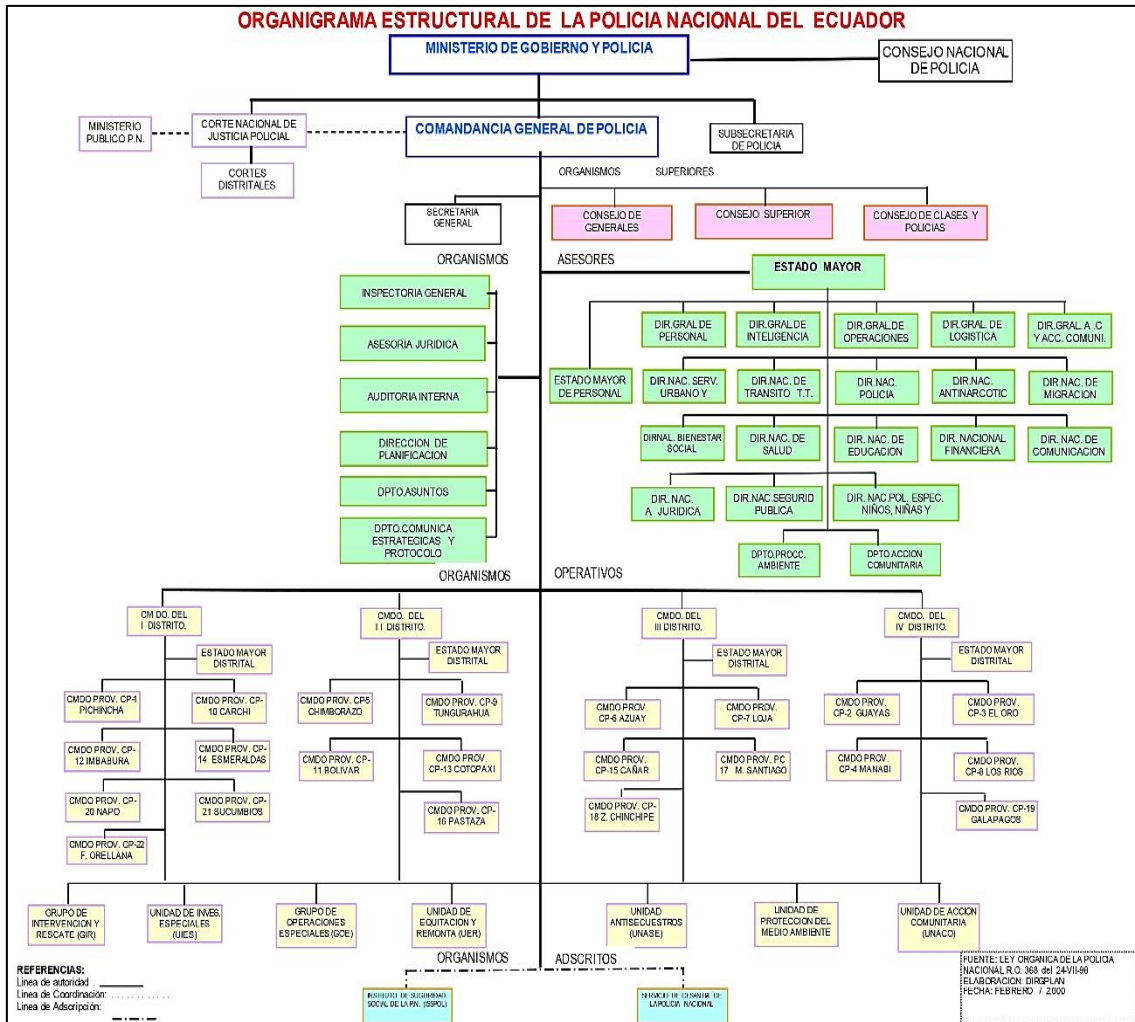 ORGANIGRAMA ESTRUCTURAL DE LA POLICIA NACIONAL DEL ECUADOR
MINISTERIO DE GOBIERNO Y POLICIA
CONSEJO NACIONAL
DE POLICIA
MINISTERIO
PUBLICO P.N.
CORTE NACIONAL DE
JUSTICIA POLICIAL
COMANDANCIA GENERAL DE POLICIA
SUBSECRETARIA
DE POLICIA
CORTES
DISTRITALES
ORGANISMOS SUPERIORES
SECRETARIA
GENERAL
CONSEJO DE
GENERALES
CONSEJO SUPERIOR
CONSEJO DE CLASES Y
POLICIAS
ORGANISMOS ASESORES
ESTADO MAYOR
INSPECTORIA GENERAL
ASESORIA JURIDICA
AUDITORIA INTERNA
DIRECCION DE
PLANIFICACION
DPTO.ASUNTOS
DPTO.COMUNICA
ESTRATEGICAS Y
PROTOCOLO
DIR.GRAL.DE
PERSONAL
DIR.GRAL.DE
INTELIGENCIA
DIR.GRAL.DE
OPERACIONES
DIR.GRAL. DE
LOGISTICA
DIR.GRAL. A .C
Y ACC. COMUNI.
ESTADO MAYOR
DE PERSONAL
DIR.NAC. SERV.
URBANO Y
DIR.NAC. DE
TRANSITO T.T.
DIR.NAC.
POLICIA
DIR.NAC.
ANTINARCOTIC
DIR.NAC. DE
MIGRACION
DIRNAL. BIENESTAR
SOCIAL
DIR.NAC. DE
SALUD
DIR. NAC. DE
EDUCACION
DIR. NACIONAL
FINANCIERA
DIR. NAC. DE
COMUNICACION
DIR. NAC.
A. JURIDICA
DIR.NAC.SEGURID
PUBLICA
DIR. NAC.POL. ESPEC.
NIÑOS, NIÑAS Y
DPTO.PROCC.
AMBIENTE
DPTO.ACCION
COMUNITARIA
ORGANISMOS OPERATIVOS
CM DO. DEL
I DISTRITO.
CMDO. DEL
I I DISTRITO.
CMDO. DEL
III DISTRITO.
CMDO. DEL
IV DISTRITO.
ESTADO MAYOR
DISTRITAL
ESTADO MAYOR
DISTRITAL
ESTADO MAYOR
DISTRITAL
ESTADO MAYOR
DISTRITAL
CMDO PROV. CP-1
PICHINCHA
CMDO PROV. CP-
10 CARCHI
CMDO PROV. CP-5
CHIMBORAZO
CMDO PROV. CP-9
TUNGURAHUA
CMDO PROV.
CP-6 AZUAY
CMDO PROV.
CP-7 LOJA
CMDO PROV.
CP-2 GUAYAS
CMDO PROV.
CP-3 EL ORO
CMDO PROV. CP-
12 IMBABURA
CMDO PROV. CP-
14 ESMERALDAS
CMDO PROV. CP-
11 BOLIVAR
CMDO PROV.
CP-13 COTOPAXI
CMDO PROV.
CP-15 CAÑAR
CMDO PROV. PC
17 M. SANTIAGO
CMDO PROV.
CP-4 MANABI
CMDO PROV.
CP-8 LOS RIOS
CMDO PROV. CP-
20 NAPO
CMDO PROV. CP-
21 SUCUMBIOS
CMDO PROV. CP-
16 PASTAZA
CMDO PROV. CP-
18 Z. CHINCHIPE
CMDO PROV. CP-19
GALAPAGOS
CMDO PROV. CP-22
F. ORELLANA
GRUPO DE
INTERVENCION Y
RESCATE (GIR)
UNIDAD DE INVES.
ESPECIALES (UIES)
GRUPO DE
OPERACIONES
ESPECIALES (GOE)
UNIDAD DE
EQUITACION Y
REMONTA (UER)
UNIDAD
ANTISECUESTROS
(UNASE)
UNIDAD DE
PROTECCION DEL
MEDIO AMBIENTE
UNIDAD DE ACCION
COMUNITARIA
(UNACO)
ORGANISMOS ADSCRITOS
INSTITUTO DE SEGURIDAD
SOCIAL DE LA P.N. (ISSPOL)
SERVICIO DE CESANTIA DE
LAPOLICIA NACIONAL
REFERENCIAS:
Linea de autoridad
Linea de Coordinación:
Linea de Adscripción:
FUENTE: LEY ORGANICA DE LA POLICIA
NACIONAL R.O. 368 del 24-VII-98
ELABORACION: DIRGPLAN
FECHA: FEBRERO / 2000